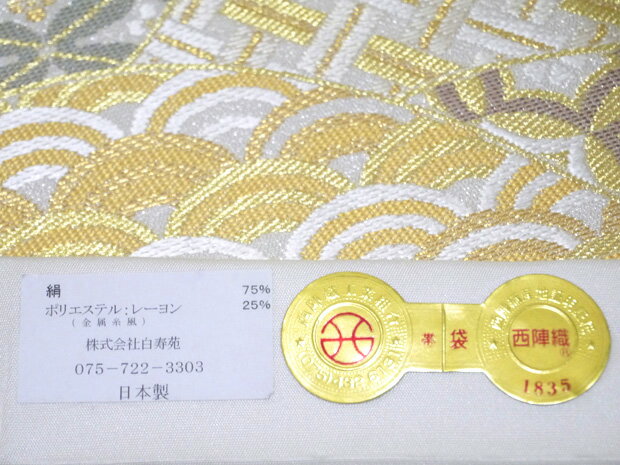 絹 75%
ポリエステル:レーヨン 25%
(金属糸風)
株式会社白寿苑
075-722-3303
日本製
帯 袋
西陣織
®
1835